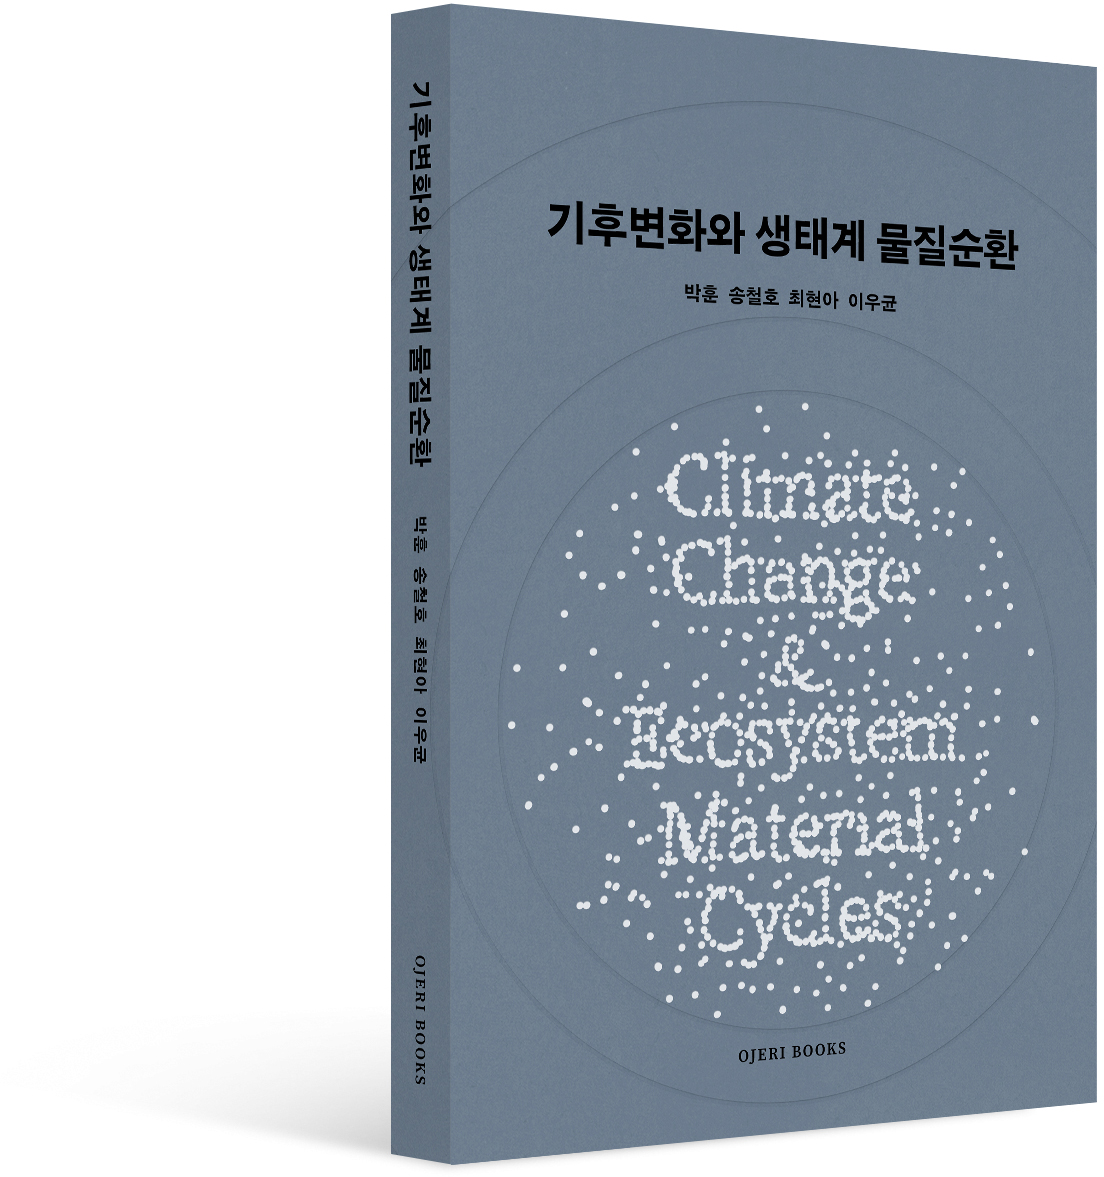 기후변화와 생태계 물질순환
박훈 송철호 최현아 이우균
OJERI BOOKS
기후변화와 생태계 물질순환
박훈 송철호 최현아 이우균
Climate
Change
&
Ecosystem
Material
Cycles
OJERI BOOKS